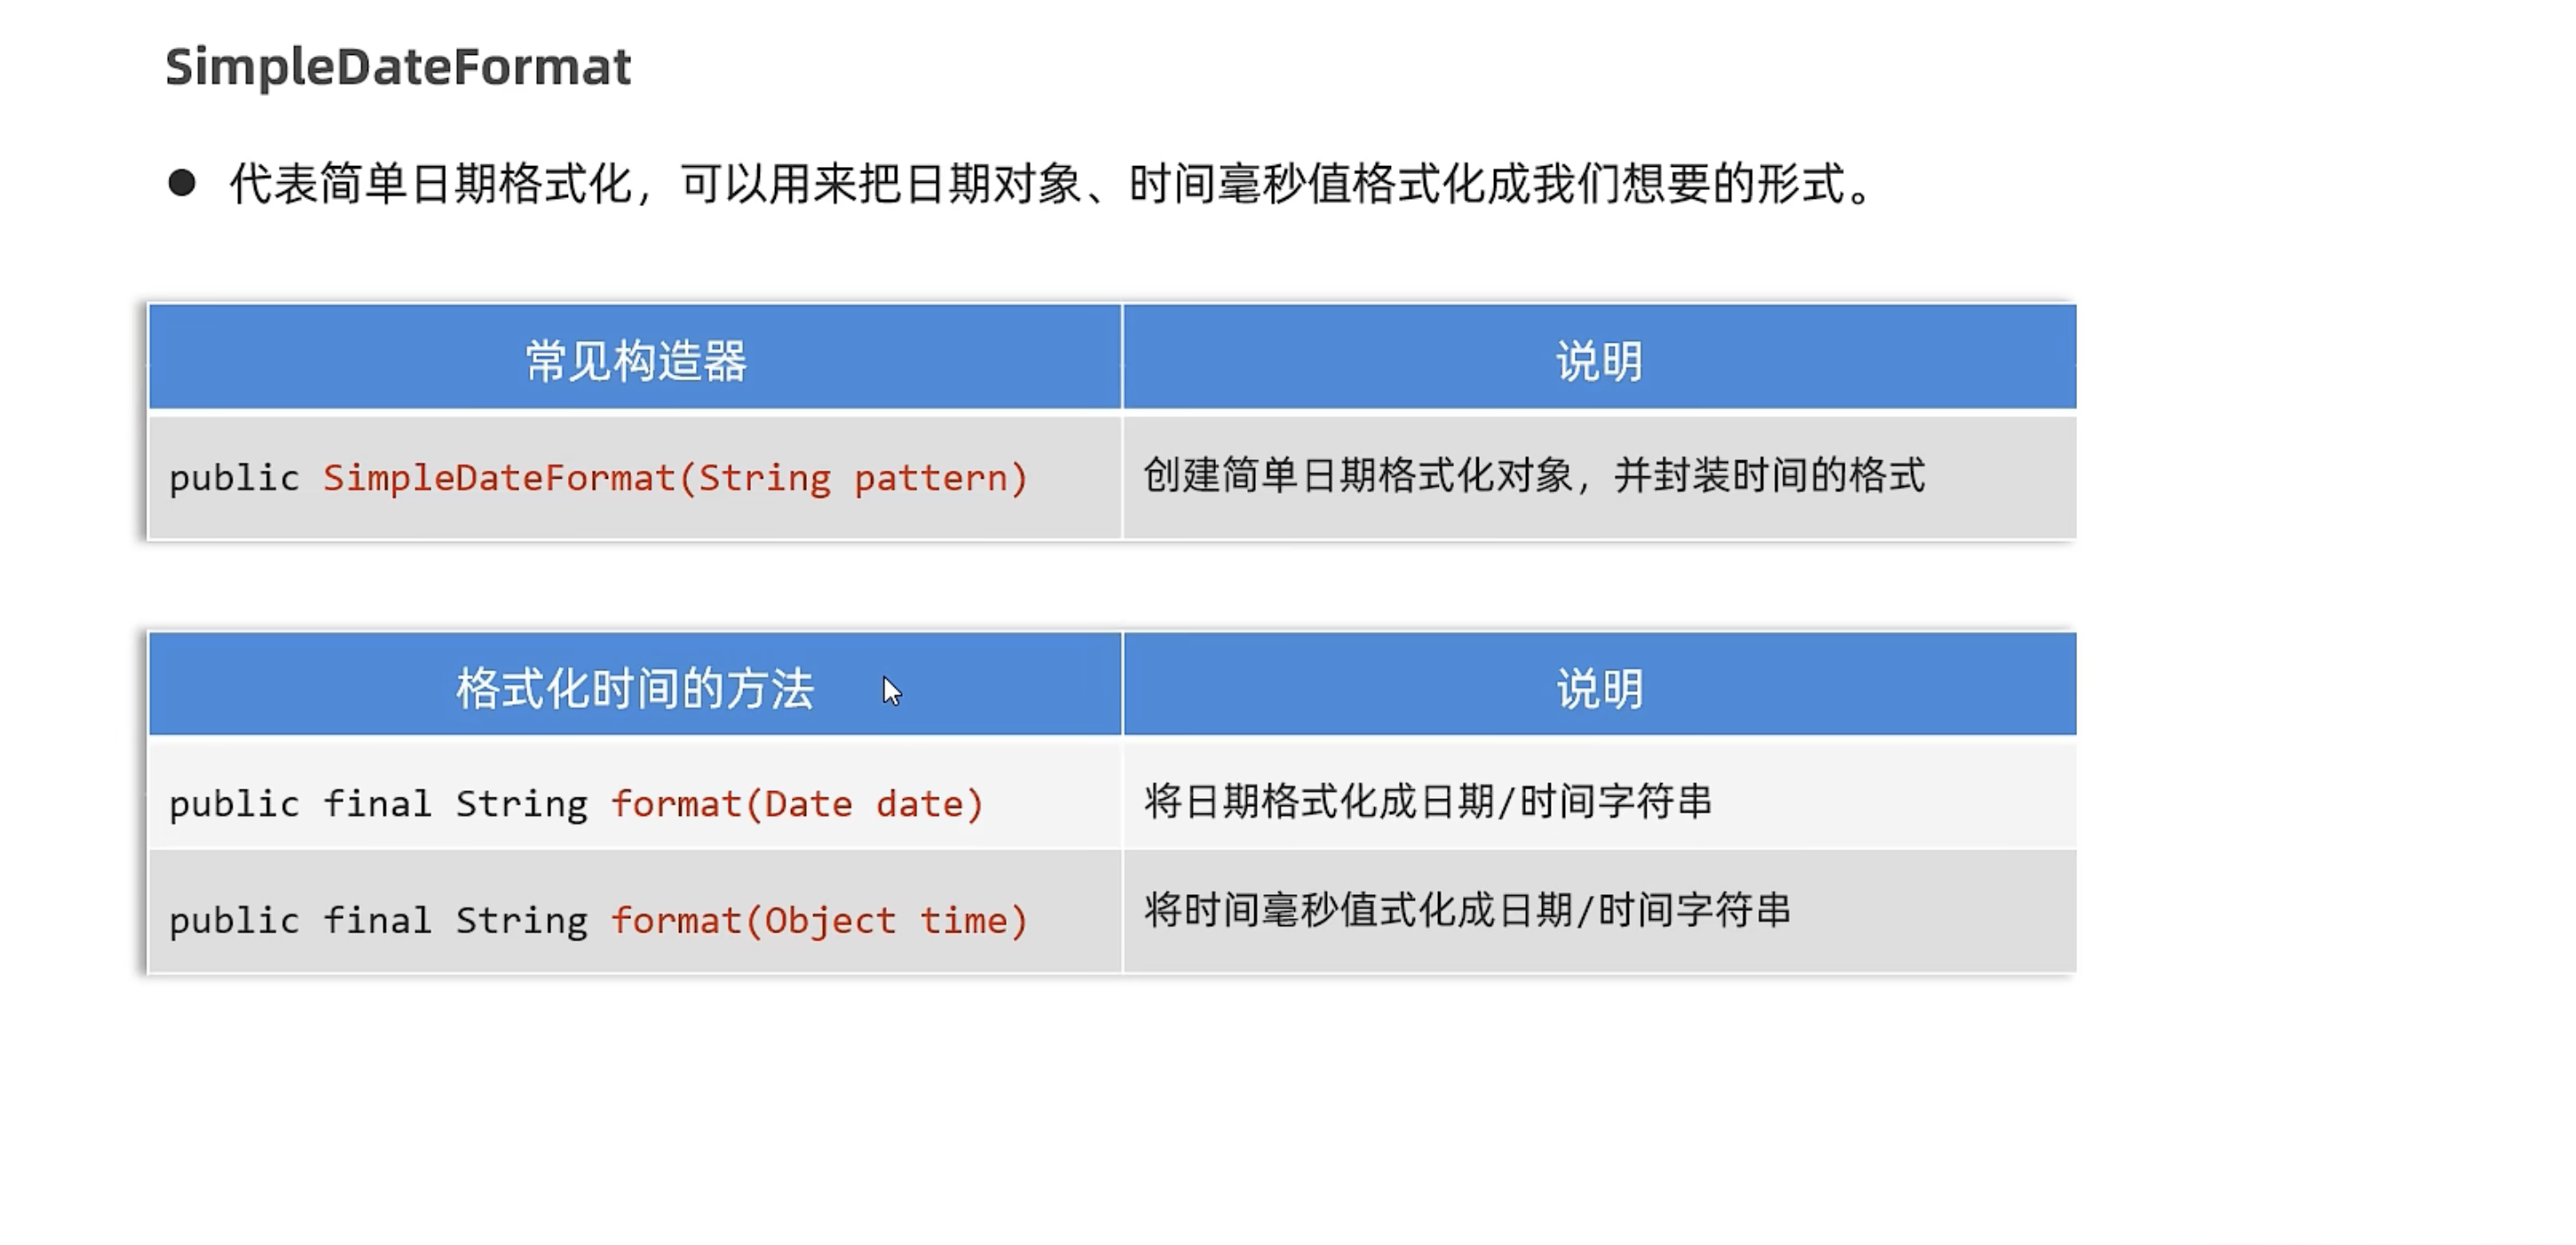 SimpleDateFormat
● 代表简单日期格式化，可以用来把日期对象、时间毫秒值格式化成我们想要的形式。
常见构造器 说明
public SimpleDateFormat(String pattern) 创建简单日期格式化对象，并封装时间的格式
格式化时间的方法 说明
public final String format(Date date) 将日期格式化成日期/时间字符串
public final String format(Object time) 将时间毫秒值式化成日期/时间字符串